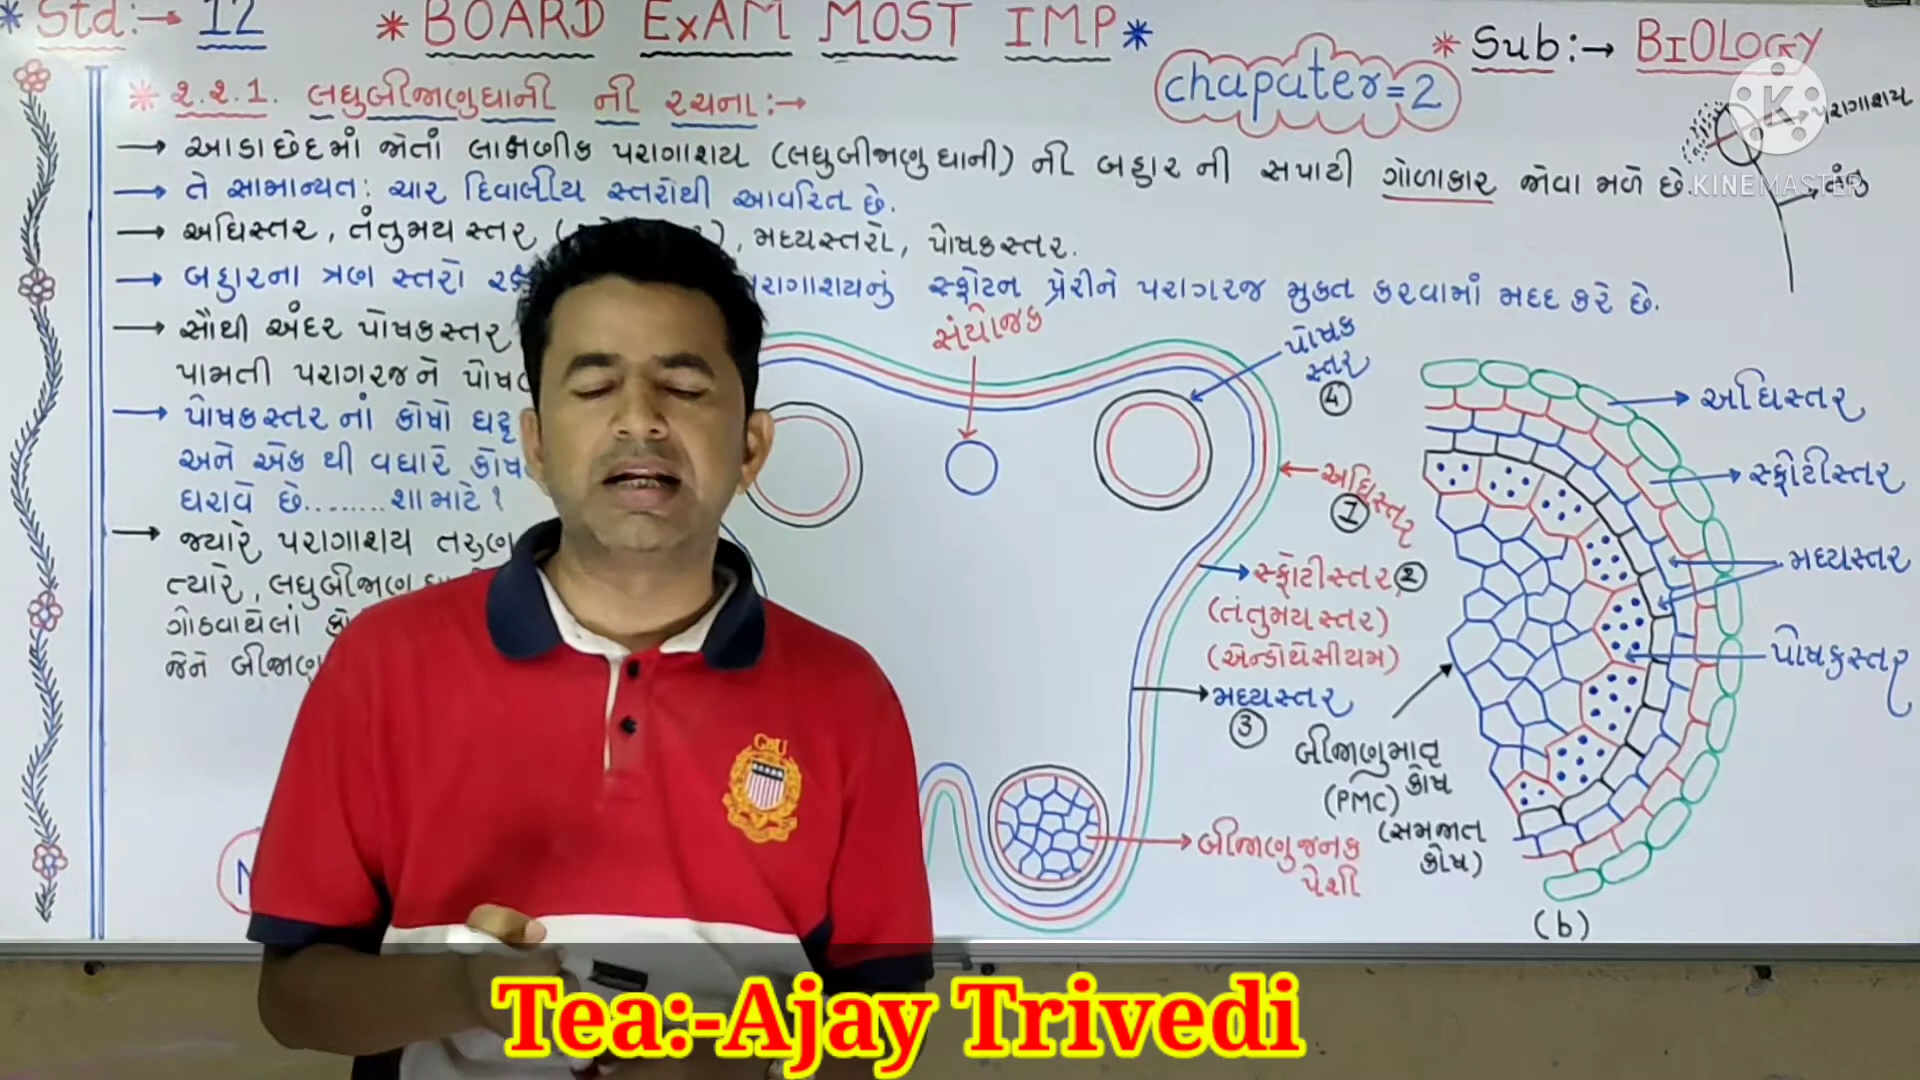 * Std:→ 12
* BOARD EXAM MOST IMP *
* Sub:→ BIOLOGY
chapater=2
* ૨.૨.1. લઘુબીજાણુધાની ની રચના:→
→ આડા છેદમાં જોતાં લાક્ષણીક પરાગાશય (લઘુબીજાણુ ધાની) ની બહાર ની સપાટી ગોળાકાર જોવા મળે છે.
→ તે સામાન્યત: ચાર દિવાલીય સ્તરોથી આવરિત છે.
→ અધિસ્તર, તંતુમય સ્તર ( ), મધ્યસ્તરો, પોષકસ્તર.
→ બહારના ત્રણ સ્તરો પરાગાશયનું સ્ફોટન પ્રેરીને પરાગરજ મુક્ત કરવામાં મદદ કરે છે.
→ સૌથી અંદર પોષકસ્તર
પામતી પરાગરજને
→ પોષકસ્તર નાં કોષો
અને એક થી વધારે
ધરાવે છે........શા માટે?
→ જ્યારે પરાગાશય તરુણ
ત્યારે,
ગોઠવાયેલાં
જેને
પરાગાશય
KINEMASTER
સંયોજક
પોષક
સ્તર
4
અધિસ્તર
1
સ્ફોટીસ્તર 2
(તંતુમય સ્તર)
(એન્ડોથેસીયમ)
મધ્યસ્તર
3
બીજાણુજનક
પેશી
અધિસ્તર
સ્ફોટીસ્તર
મધ્યસ્તર
પોષકસ્તર
બીજાણુમાતૃ
કોષ
(PMC)
(સમજાત
કોષ)
(b)
GoU
Tea:-Ajay Trivedi